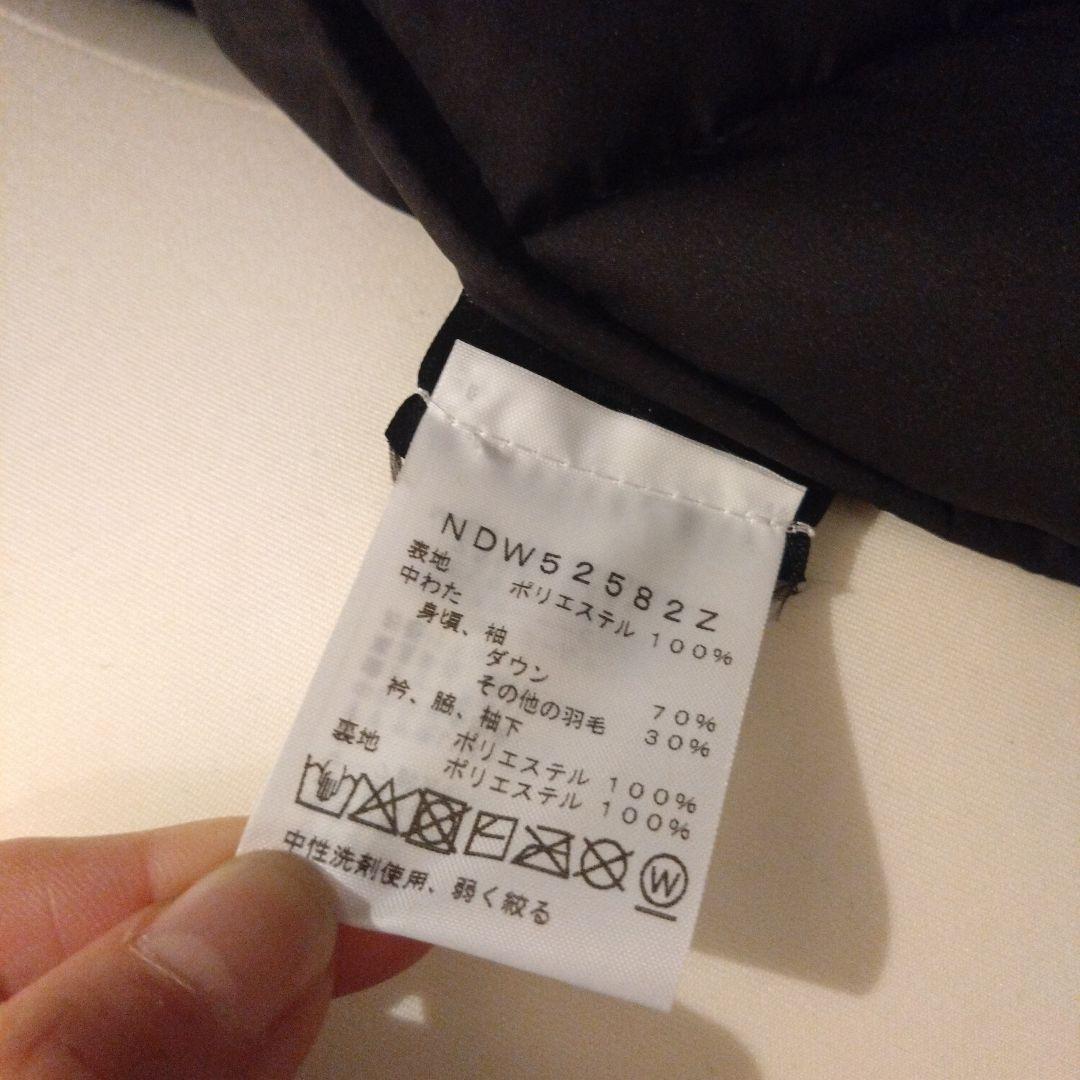 NDW52582Z
表地 ポリエステル 100%
中わた
身頃、袖
ダウン 70%
その他の羽毛 30%
衿、脇、袖下
ポリエステル 100%
裏地 ポリエステル 100%
W
中性洗剤使用、弱く絞る